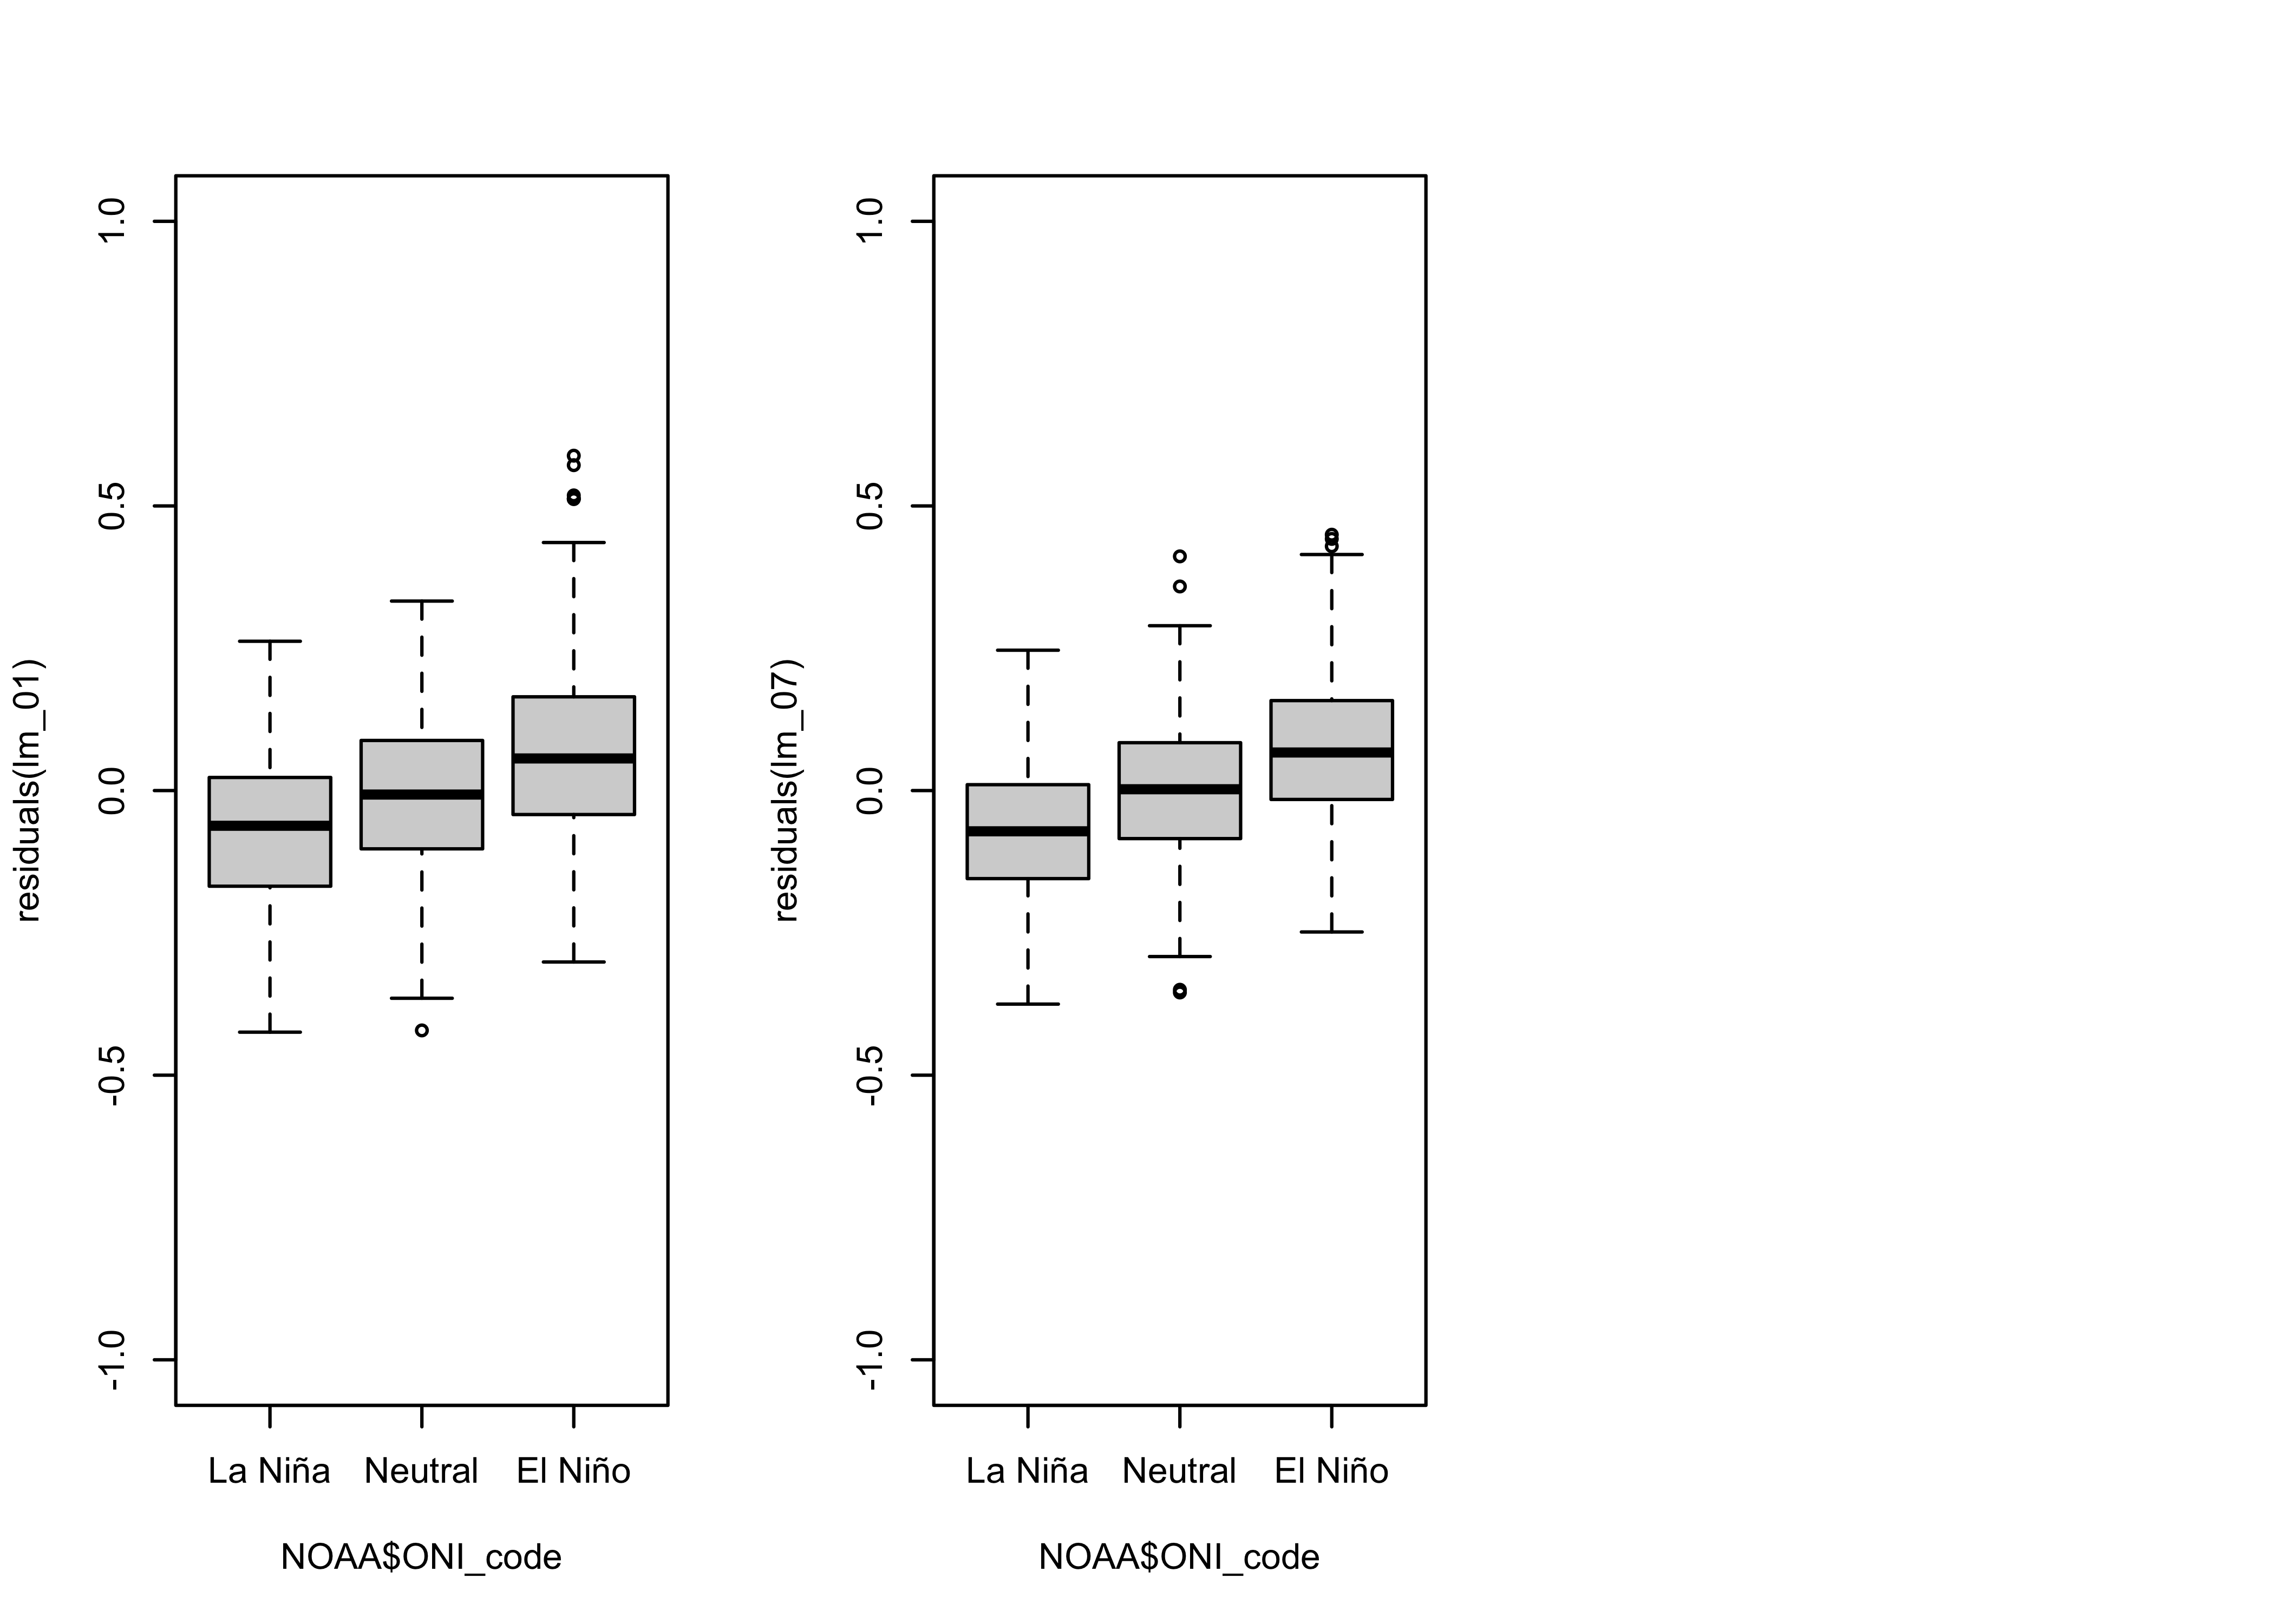 residuals(lm_01)
1.0
0.5
0.0
-0.5
-1.0
La Niña Neutral El Niño
NOAA$ONI_code
residuals(lm_07)
1.0
0.5
0.0
-0.5
-1.0
La Niña Neutral El Niño
NOAA$ONI_code